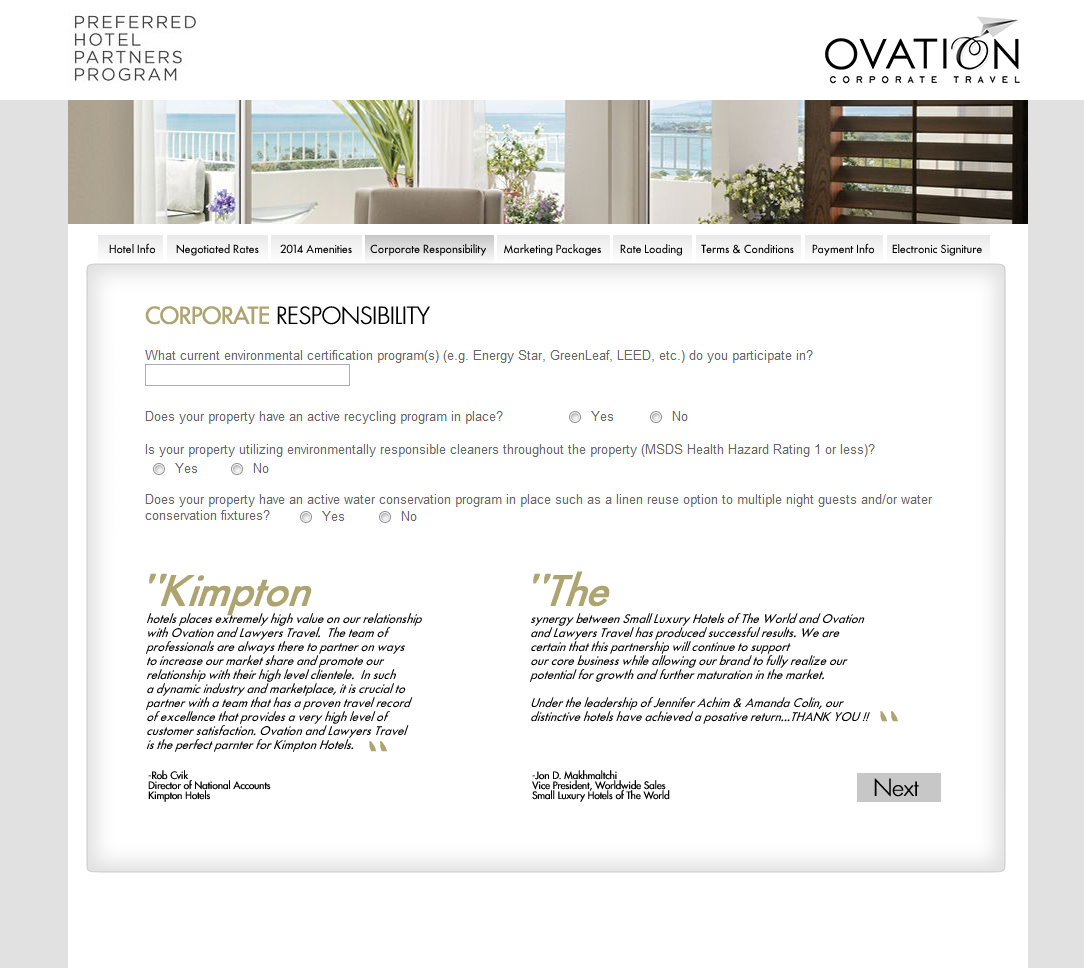 PREFERRED
HOTEL
PARTNERS
PROGRAM
OVATION
CORPORATE TRAVEL
Hotel Info Negotiated Rates 2014 Amenities Corporate Responsibility Marketing Packages Rate Loading Terms & Conditions Payment Info Electronic Signiture
CORPORATE RESPONSIBILITY
What current environmental certification program(s) (e.g. Energy Star, GreenLeaf, LEED, etc.) do you participate in?
Does your property have an active recycling program in place? Yes No
Is your property utilizing environmentally responsible cleaners throughout the property (MSDS Health Hazard Rating 1 or less)?
Yes No
Does your property have an active water conservation program in place such as a linen reuse option to multiple night guests and/or water
conservation fixtures? Yes No
"Kimpton
hotels places extremely high value on our relationship
with Ovation and Lawyers Travel. The team of
professionals are always there to partner on ways
to increase our market share and promote our
relationship with their high level clientele. In such
a dynamic industry and marketplace, it is crucial to
partner with a team that has a proven travel record
of excellence that provides a very high level of
customer satisfaction. Ovation and Lawyers Travel
is the perfect parnter for Kimpton Hotels. "
-Rob Cvik
Director of National Accounts
Kimpton Hotels
"The
synergy between Small Luxury Hotels of The World and Ovation
and Lawyers Travel has produced successful results. We are
certain that this partnership will continue to support
our core business while allowing our brand to fully realize our
potential for growth and further maturation in the market.
Under the leadership of Jennifer Achim & Amanda Colin, our
distinctive hotels have achieved a posative return...THANK YOU !! "
-Jon D. Makhmaltchi
Vice President, Worldwide Sales
Small Luxury Hotels of The World
Next